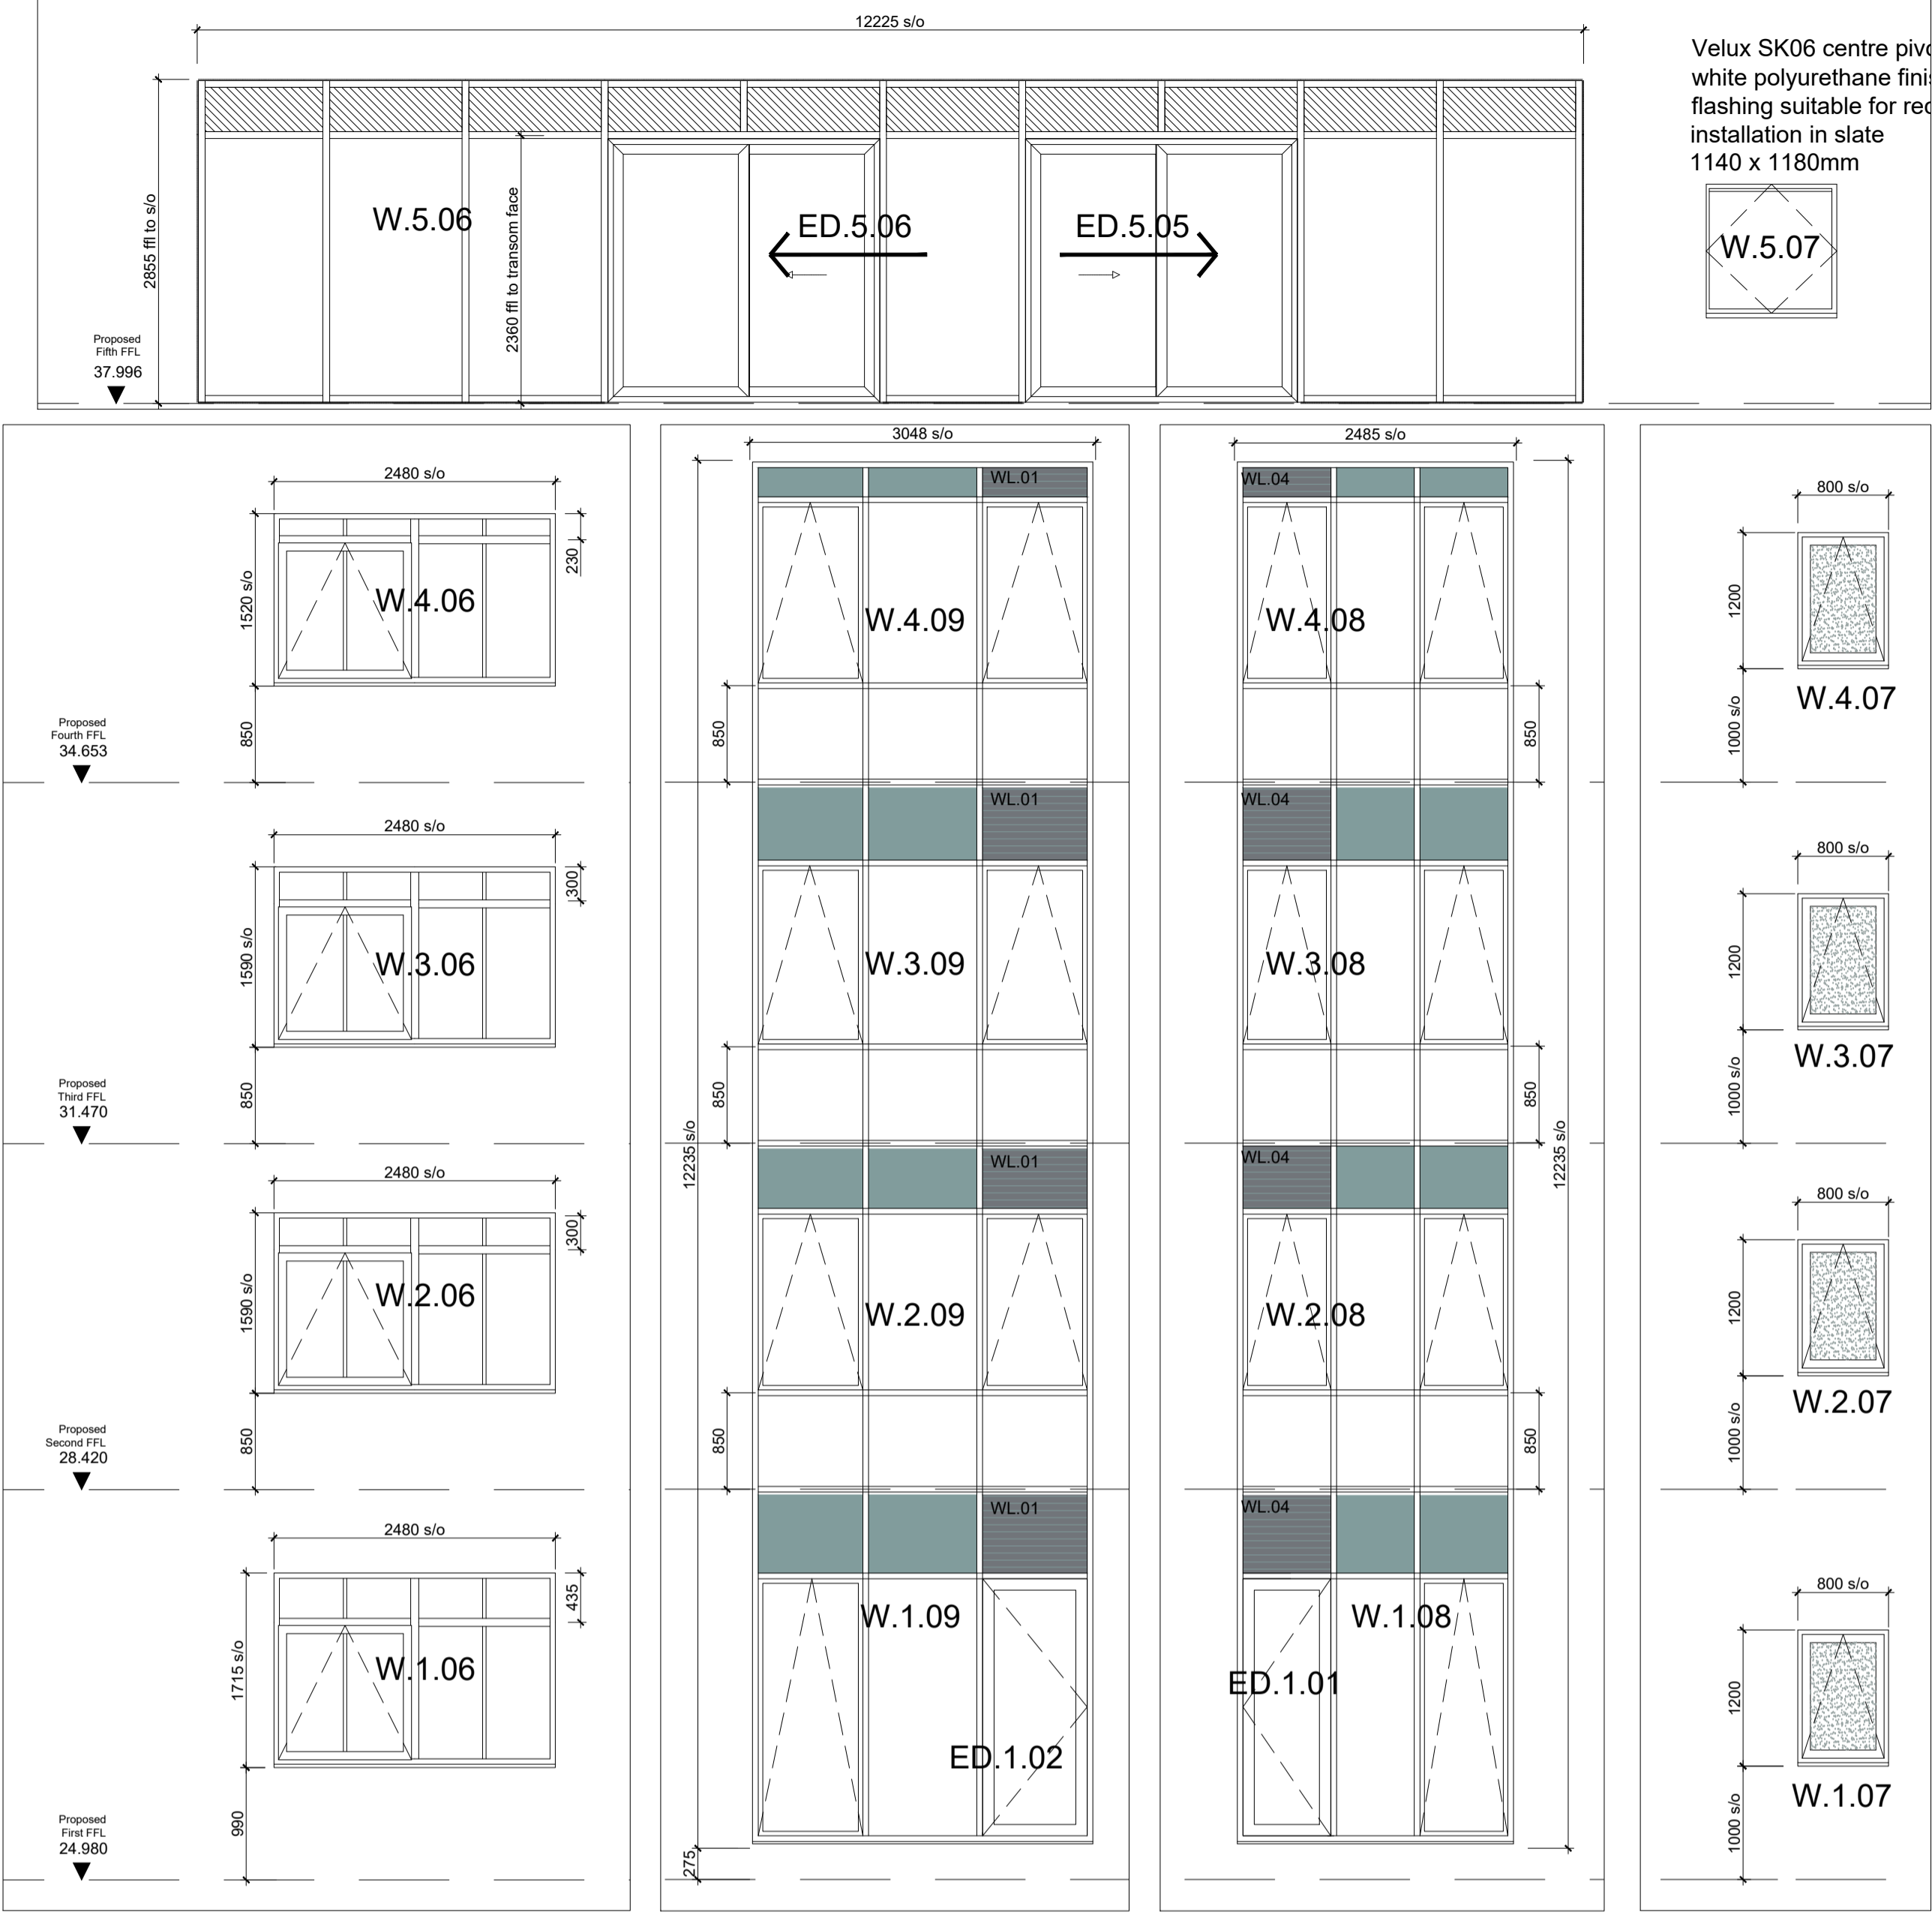 12225 s/o
Velux SK06 centre
white polyurethane
flashing suitable for
installation in slate
1140 x 1180mm
W.5.07
2855 ffl to s/o
W.5.06
2360 ffl to transom face
ED.5.06
ED.5.05
Proposed
Fifth FFL
37.996
2480 s/o
1520 s/o
230
W.4.06
850
Proposed
Fourth FFL
34.653
2480 s/o
1590 s/o
300
W.3.06
850
Proposed
Third FFL
31.470
2480 s/o
1590 s/o
300
W.2.06
850
Proposed
Second FFL
28.420
2480 s/o
1715 s/o
435
W.1.06
990
Proposed
First FFL
24.980
3048 s/o
WL.01
W.4.09
850
WL.01
W.3.09
850
12235 s/o
WL.01
W.2.09
850
WL.01
W.1.09
ED.1.02
275
2485 s/o
WL.04
W.4.08
850
WL.04
W.3.08
850
12235 s/o
WL.04
W.2.08
850
WL.04
W.1.08
ED.1.01
800 s/o
1200
W.4.07
1000 s/o
800 s/o
1200
W.3.07
1000 s/o
800 s/o
1200
W.2.07
1000 s/o
800 s/o
1200
W.1.07
1000 s/o